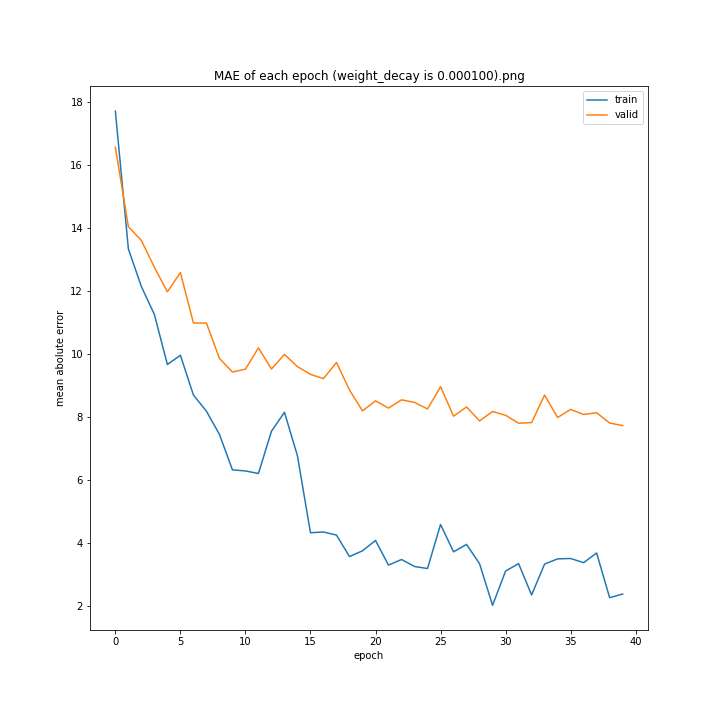 MAE of each epoch (weight_decay is 0.000100).png
train
valid
18
16
14
12
10
8
6
4
2
mean abolute error
0 5 10 15 20 25 30 35 40
epoch